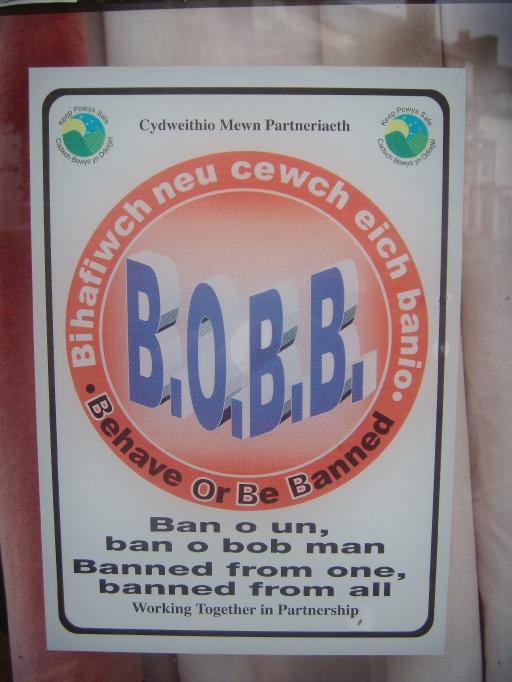 Keep Powys Safe
Cadwch Bowys yn Ddiogel
Cydweithio Mewn Partneriaeth
Keep Powys Safe
Cadwch Bowys yn Ddiogel
Bihafiwch neu cewch eich banio
B.O.B.B.
• Behave Or Be Banned •
Ban o un,
ban o bob man
Banned from one,
banned from all
Working Together in Partnership